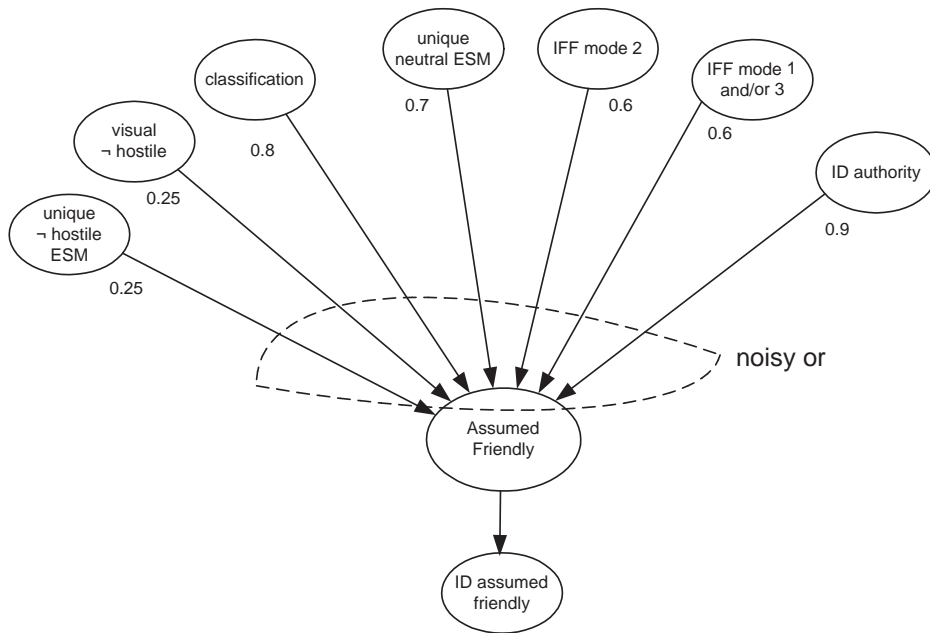 unique
neutral ESM
0.7
IFF mode 2
0.6
IFF mode 1
and/or 3
0.6
classification
0.8
visual
¬ hostile
0.25
ID authority
0.9
unique
¬ hostile
ESM
0.25
noisy or
Assumed
Friendly
ID assumed
friendly